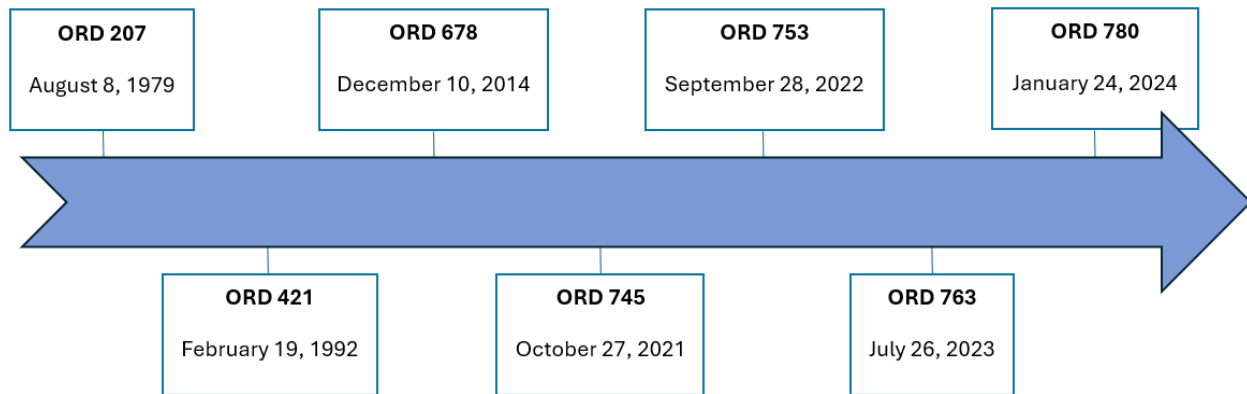 ORD 207
August 8, 1979
ORD 678
December 10, 2014
ORD 753
September 28, 2022
ORD 780
January 24, 2024
ORD 421
February 19, 1992
ORD 745
October 27, 2021
ORD 763
July 26, 2023